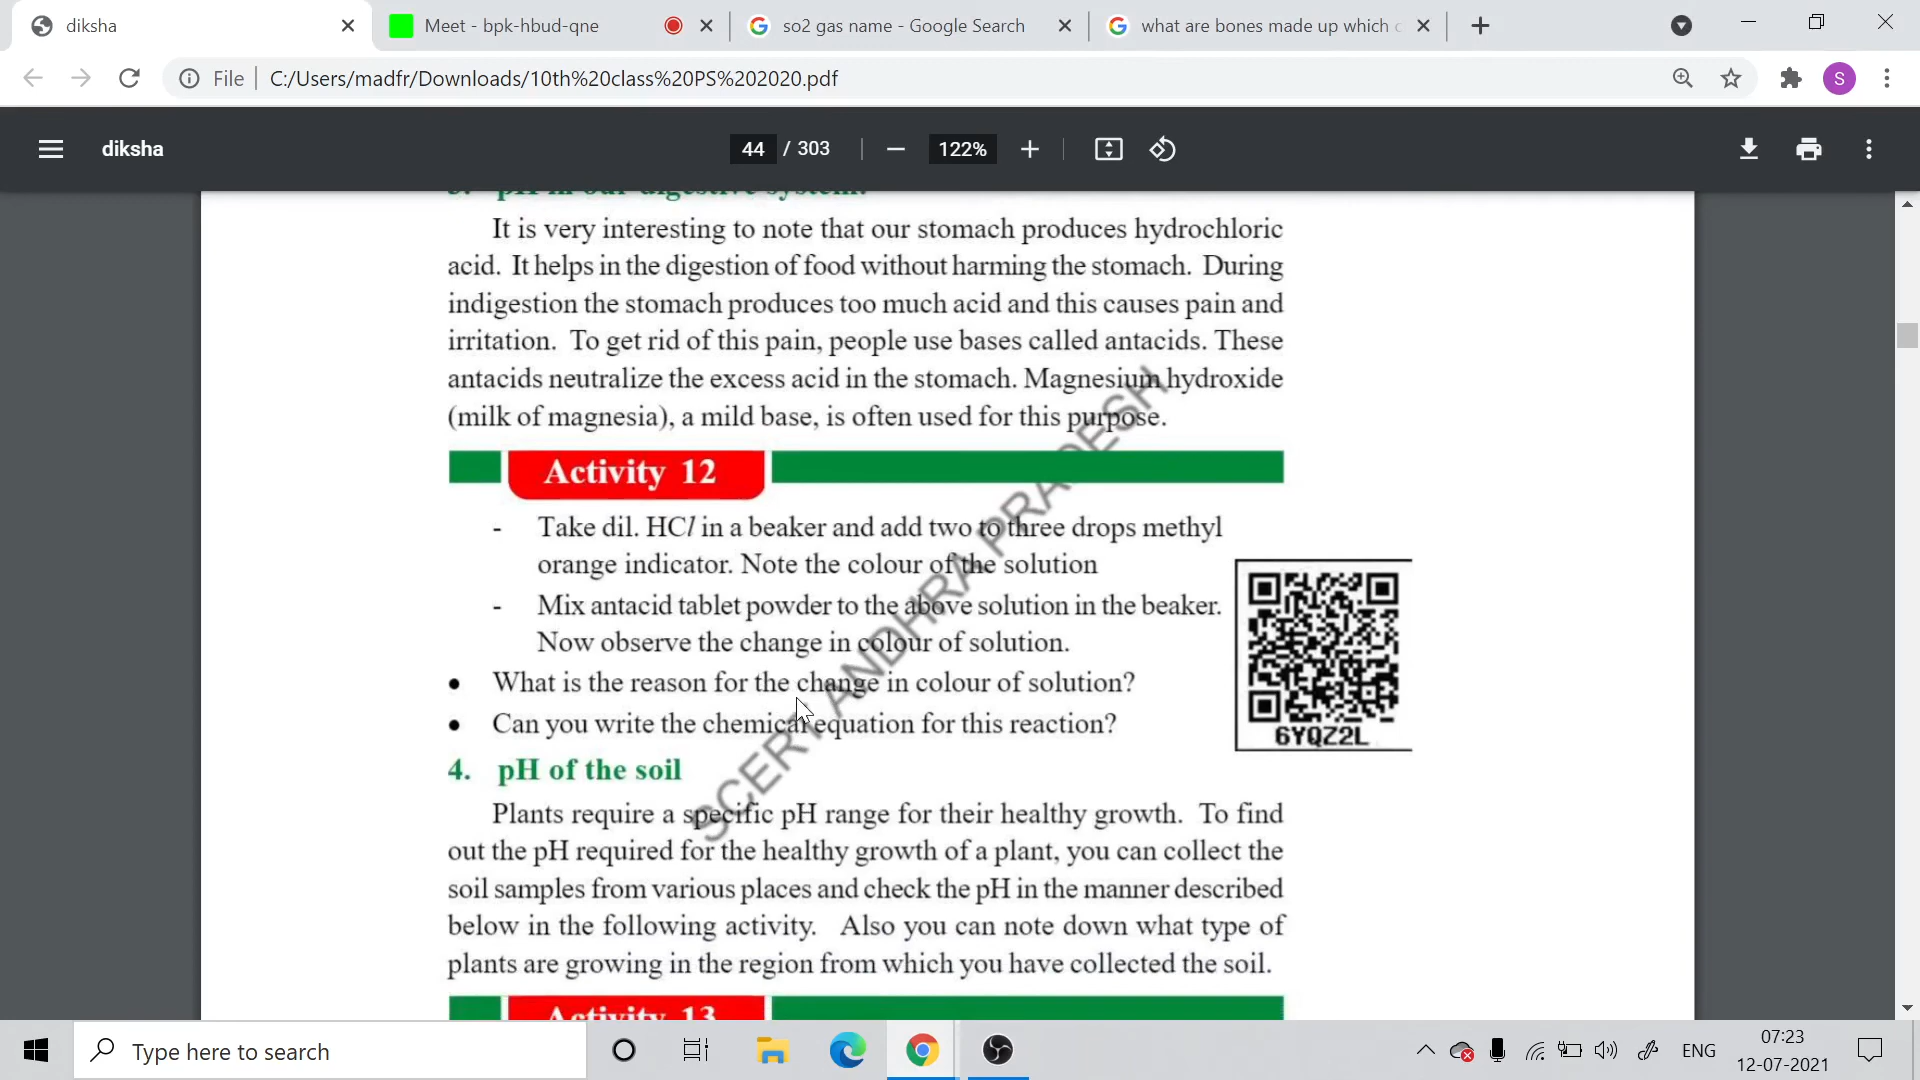 diksha
Meet - bpk-hbud-qne
so2 gas name - Google Search
what are bones made up which c
File
C:/Users/madfr/Downloads/10th%20class%20PS%202020.pdf
S
diksha
44 / 303
122%
3. pH in our digestive system:
It is very interesting to note that our stomach produces hydrochloric
acid. It helps in the digestion of food without harming the stomach. During
indigestion the stomach produces too much acid and this causes pain and
irritation. To get rid of this pain, people use bases called antacids. These
antacids neutralize the excess acid in the stomach. Magnesium hydroxide
(milk of magnesia), a mild base, is often used for this purpose.
Activity 12
- Take dil. HCl in a beaker and add two to three drops methyl
orange indicator. Note the colour of the solution
- Mix antacid tablet powder to the above solution in the beaker.
Now observe the change in colour of solution.
• What is the reason for the change in colour of solution?
• Can you write the chemical equation for this reaction?
6YQZ2L
SCERT ANDHRA PRADESH
4. pH of the soil
Plants require a specific pH range for their healthy growth. To find
out the pH required for the healthy growth of a plant, you can collect the
soil samples from various places and check the pH in the manner described
below in the following activity. Also you can note down what type of
plants are growing in the region from which you have collected the soil.
Activity 13
Type here to search
ENG
07:23
12-07-2021